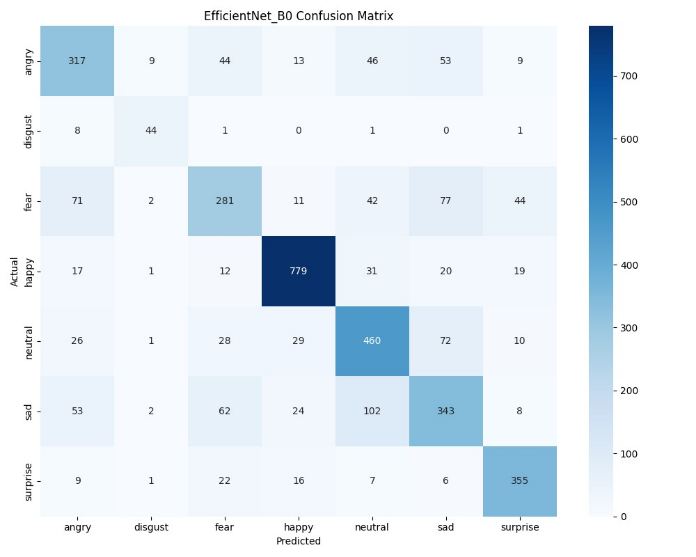 EfficientNet_B0 Confusion Matrix
angry 317 9 44 13 46 53 9
disgust 8 44 1 0 1 0 1
fear 71 2 281 11 42 77 44
happy 17 1 12 779 31 20 19
neutral 26 1 28 29 460 72 10
sad 53 2 62 24 102 343 8
surprise 9 1 22 16 7 6 355
Actual
angry disgust fear happy neutral sad surprise
Predicted
700
600
500
400
300
200
100
0